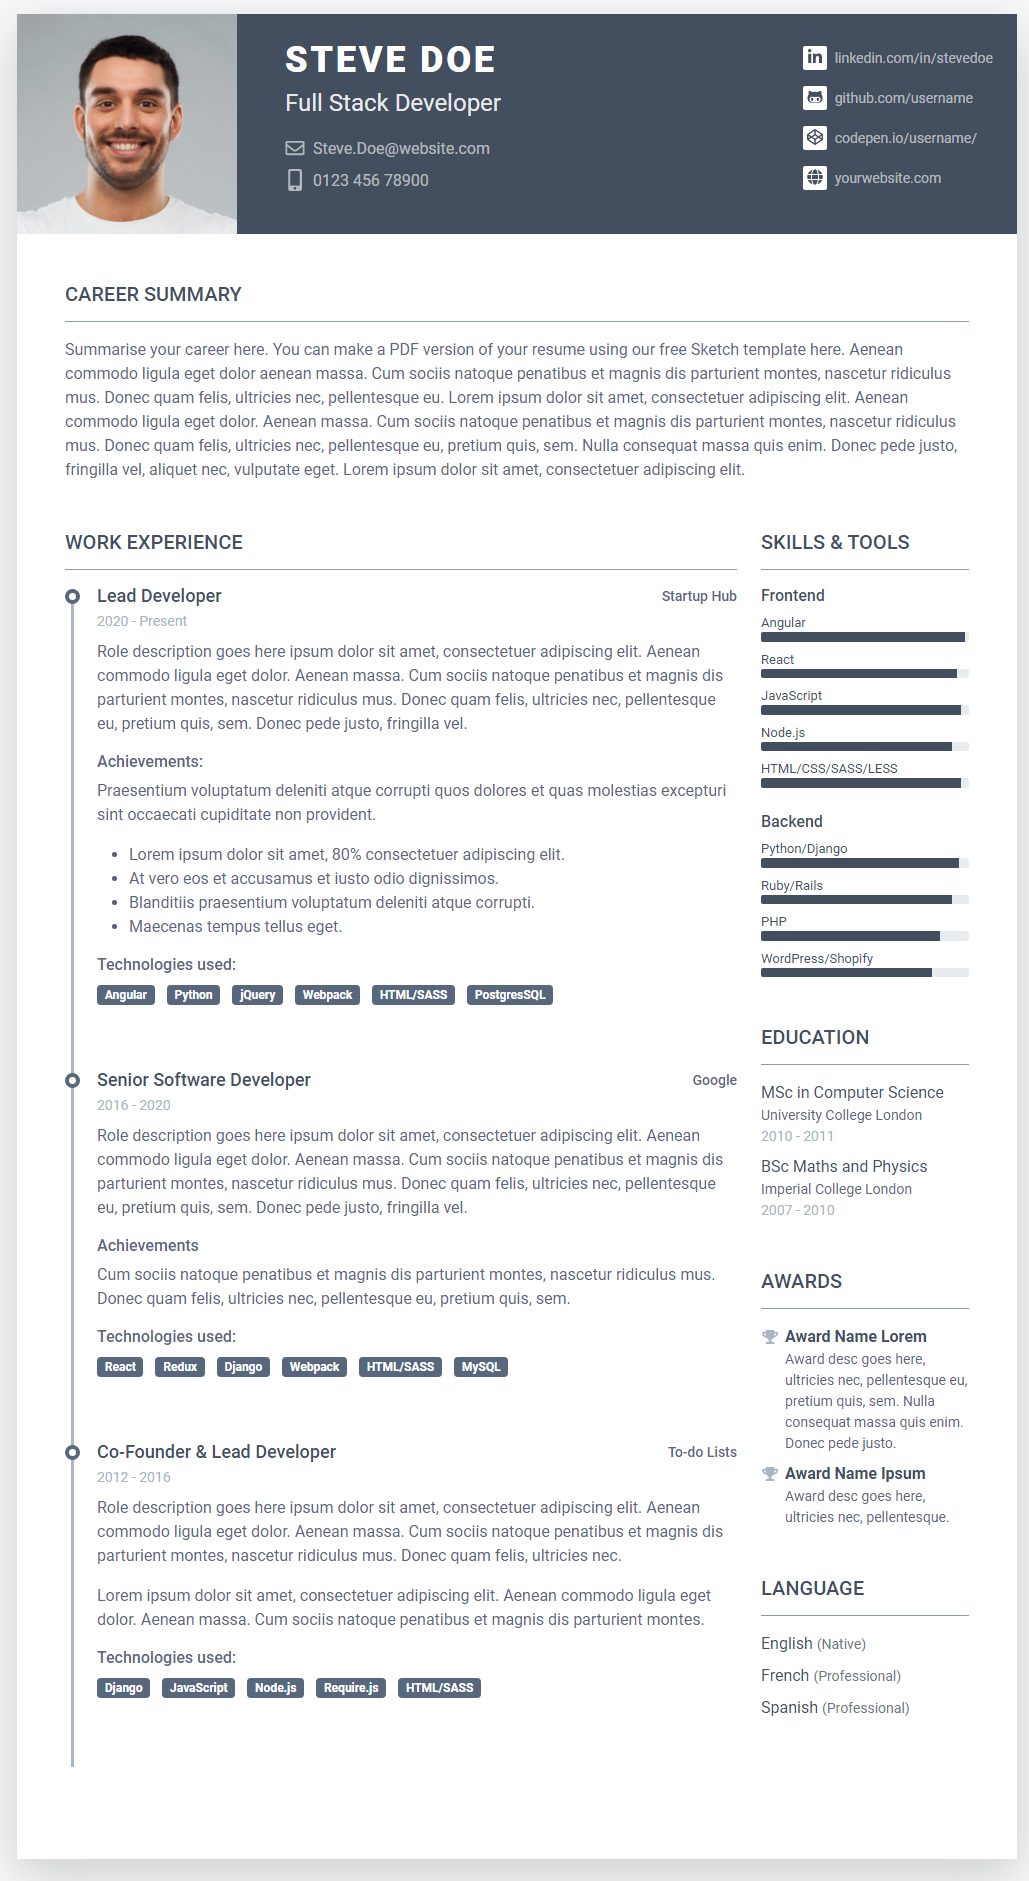 STEVE DOE
Full Stack Developer
Steve.Doe@website.com
0123 456 78900
linkedin.com/in/stevedoe
github.com/username
codepen.io/username/
yourwebsite.com
CAREER SUMMARY
Summarise your career here. You can make a PDF version of your resume using our free Sketch template here. Aenean
commodo ligula eget dolor aenean massa. Cum sociis natoque penatibus et magnis dis parturient montes, nascetur ridiculus
mus. Donec quam felis, ultricies nec, pellentesque eu. Lorem ipsum dolor sit amet, consectetuer adipiscing elit. Aenean
commodo ligula eget dolor. Aenean massa. Cum sociis natoque penatibus et magnis dis parturient montes, nascetur ridiculus
mus. Donec quam felis, ultricies nec, pellentesque eu, pretium quis, sem. Nulla consequat massa quis enim. Donec pede justo,
fringilla vel, aliquet nec, vulputate eget. Lorem ipsum dolor sit amet, consectetuer adipiscing elit.
WORK EXPERIENCE
Lead Developer
Startup Hub
2020 - Present
Role description goes here ipsum dolor sit amet, consectetuer adipiscing elit. Aenean
commodo ligula eget dolor. Aenean massa. Cum sociis natoque penatibus et magnis dis
parturient montes, nascetur ridiculus mus. Donec quam felis, ultricies nec, pellentesque
eu, pretium quis, sem. Donec pede justo, fringilla vel.
Achievements:
Praesentium voluptatum deleniti atque corrupti quos dolores et quas molestias excepturi
sint occaecati cupiditate non provident.
• Lorem ipsum dolor sit amet, 80% consectetuer adipiscing elit.
• At vero eos et accusamus et iusto odio dignissimos.
• Blanditiis praesentium voluptatum deleniti atque corrupti.
• Maecenas tempus tellus eget.
Technologies used:
Angular Python jQuery Webpack HTML/SASS PostgresSQL
Senior Software Developer
Google
2016 - 2020
Role description goes here ipsum dolor sit amet, consectetuer adipiscing elit. Aenean
commodo ligula eget dolor. Aenean massa. Cum sociis natoque penatibus et magnis dis
parturient montes, nascetur ridiculus mus. Donec quam felis, ultricies nec, pellentesque
eu, pretium quis, sem. Donec pede justo, fringilla vel.
Achievements
Cum sociis natoque penatibus et magnis dis parturient montes, nascetur ridiculus mus.
Donec quam felis, ultricies nec, pellentesque eu, pretium quis, sem.
Technologies used:
React Redux Django Webpack HTML/SASS MySQL
Co-Founder & Lead Developer
To-do Lists
2012 - 2016
Role description goes here ipsum dolor sit amet, consectetuer adipiscing elit. Aenean
commodo ligula eget dolor. Aenean massa. Cum sociis natoque penatibus et magnis dis
parturient montes, nascetur ridiculus mus. Donec quam felis, ultricies nec.
Lorem ipsum dolor sit amet, consectetuer adipiscing elit. Aenean commodo ligula eget
dolor. Aenean massa. Cum sociis natoque penatibus et magnis dis parturient montes.
Technologies used:
Django JavaScript Node.js Require.js HTML/SASS
SKILLS & TOOLS
Frontend
Angular
React
JavaScript
Node.js
HTML/CSS/SASS/LESS
Backend
Python/Django
Ruby/Rails
PHP
WordPress/Shopify
EDUCATION
MSc in Computer Science
University College London
2010 - 2011
BSc Maths and Physics
Imperial College London
2007 - 2010
AWARDS
Award Name Lorem
Award desc goes here,
ultricies nec, pellentesque eu,
pretium quis, sem. Nulla
consequat massa quis enim.
Donec pede justo.
Award Name Ipsum
Award desc goes here,
ultricies nec, pellentesque.
LANGUAGE
English (Native)
French (Professional)
Spanish (Professional)